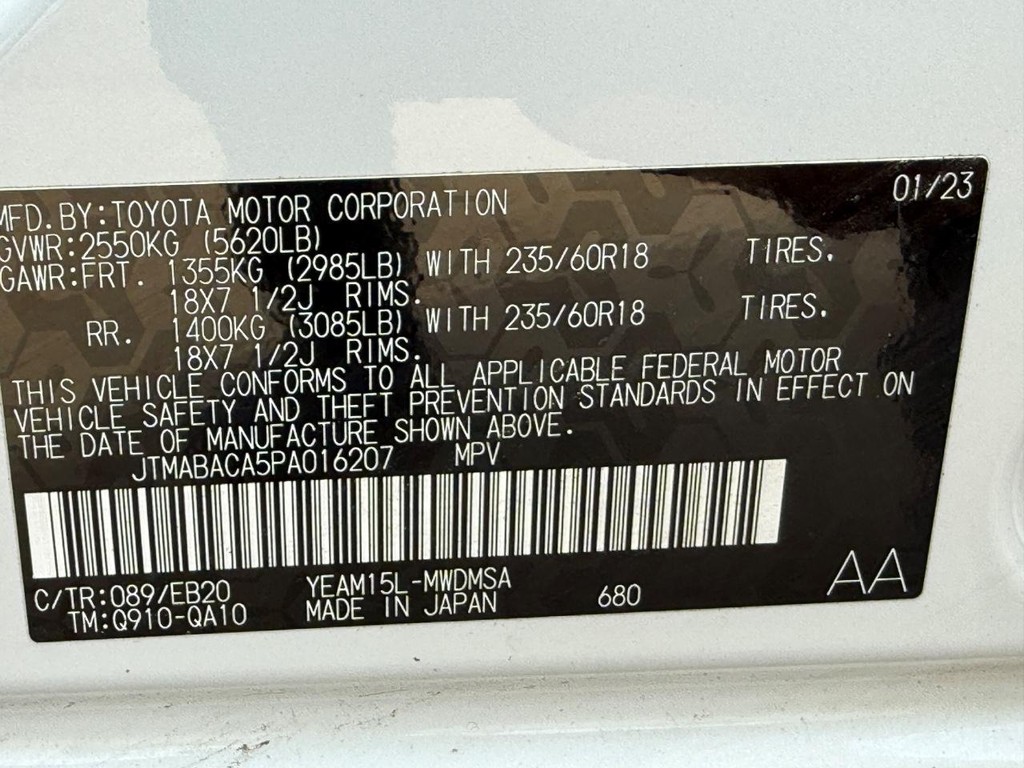 01/23
MFD. BY: TOYOTA MOTOR CORPORATION
GVWR: 2550KG (5620LB)
GAWR: FRT. 1355KG (2985LB) WITH 235/60R18 TIRES.
18X7 1/2J RIMS.
RR. 1400KG (3085LB) WITH 235/60R18 TIRES.
18X7 1/2J RIMS.
THIS VEHICLE CONFORMS TO ALL APPLICABLE FEDERAL MOTOR
VEHICLE SAFETY AND THEFT PREVENTION STANDARDS IN EFFECT ON
THE DATE OF MANUFACTURE SHOWN ABOVE.
JTMABACA5PA016207 MPV
C/TR: 089/EB20 YEAM15L-MWDMSA
TM: Q910-QA10 MADE IN JAPAN 680
AA